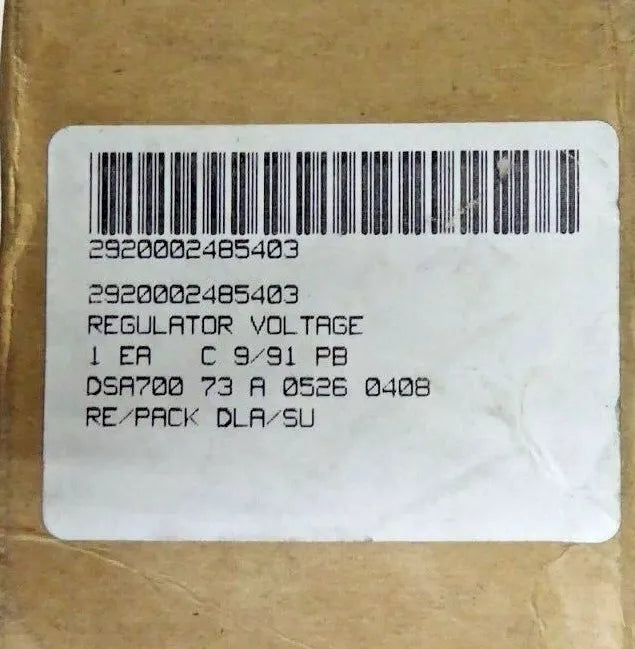 2920002485403
2920002485403
REGULATOR VOLTAGE
1 EA C 9/91 PB
DSA700 73 A 0526 0408
RE/PACK DLA/SU